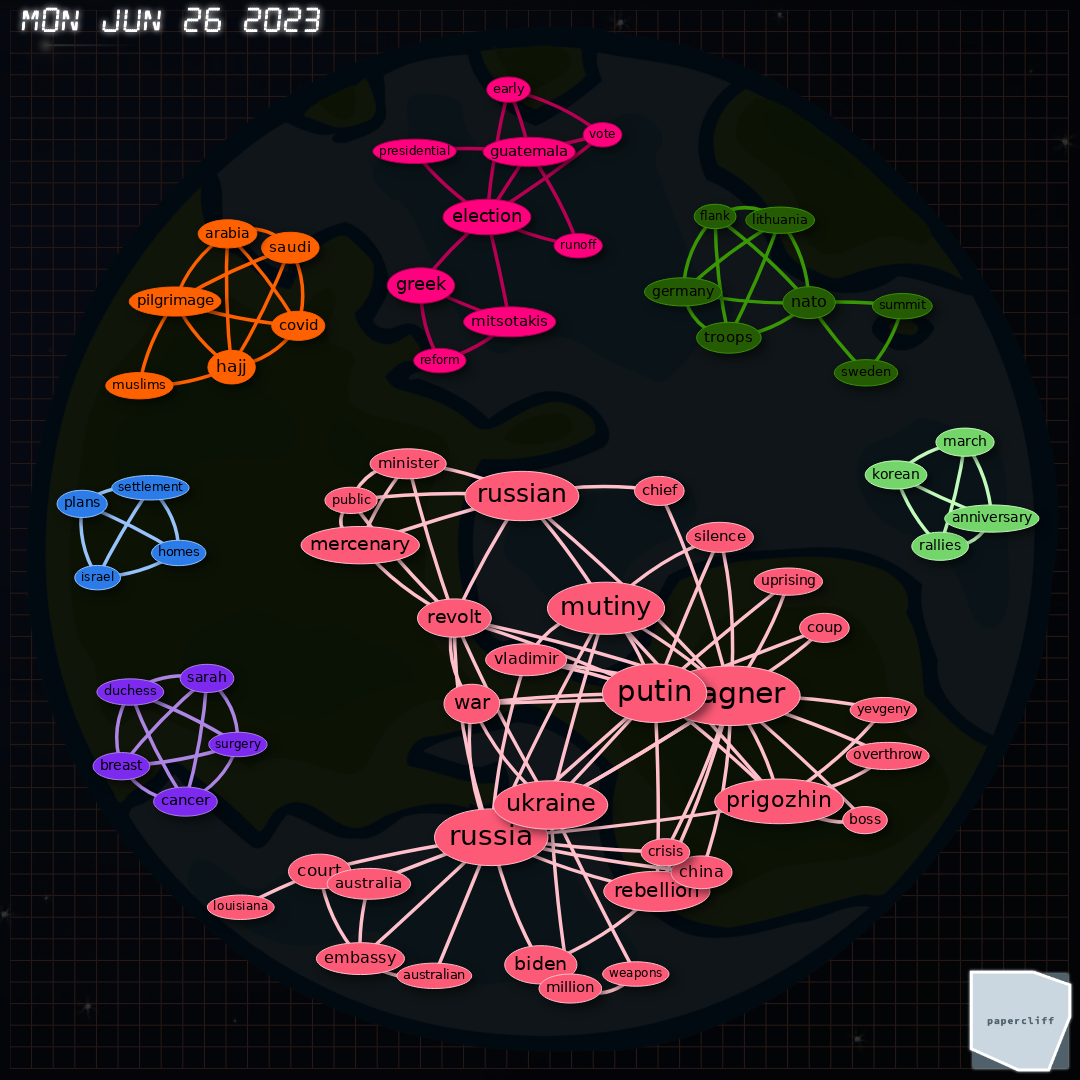 MON JUN 26 2023
early
vote
presidential
guatemala
election
runoff
greek
mitsotakis
reform
arabia
saudi
pilgrimage
covid
hajj
muslims
flank
lithuania
germany
nato
summit
troops
sweden
march
korean
anniversary
rallies
settlement
plans
homes
israel
minister
public
russian
chief
mercenary
silence
uprising
mutiny
revolt
coup
vladimir
putin
agner
war
yevgeny
overthrow
ukraine
prigozhin
boss
russia
crisis
court
australia
china
rebellion
louisiana
embassy
australian
biden
million
weapons
sarah
duchess
surgery
breast
cancer
papercliff